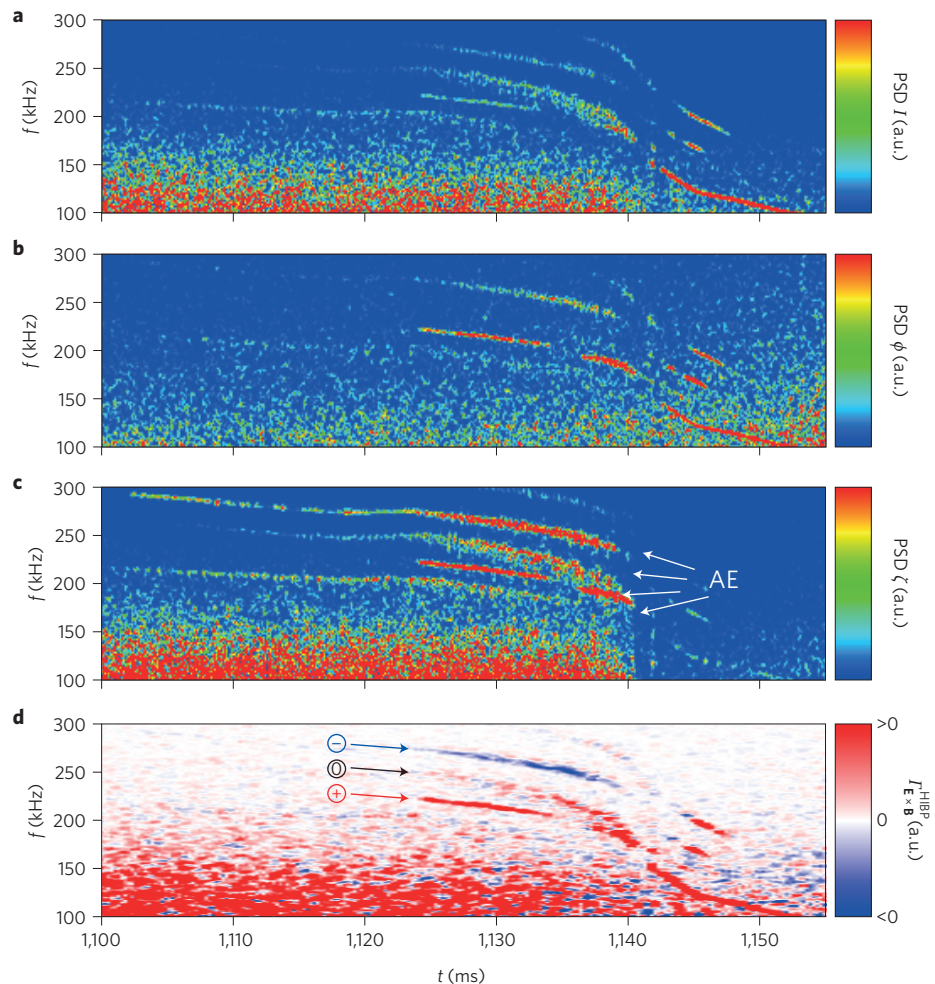 a
300
250
200
150
100
f (kHz)
PSD I (a.u.)
b
300
250
200
150
100
f (kHz)
PSD ϕ (a.u.)
c
300
250
200
150
100
f (kHz)
AE
PSD ζ (a.u.)
d
300
250
200
150
100
f (kHz)
−
0
+
>0
0
<0
Γ HIBP E × B (a.u.)
1,100
1,110
1,120
1,130
1,140
1,150
t (ms)